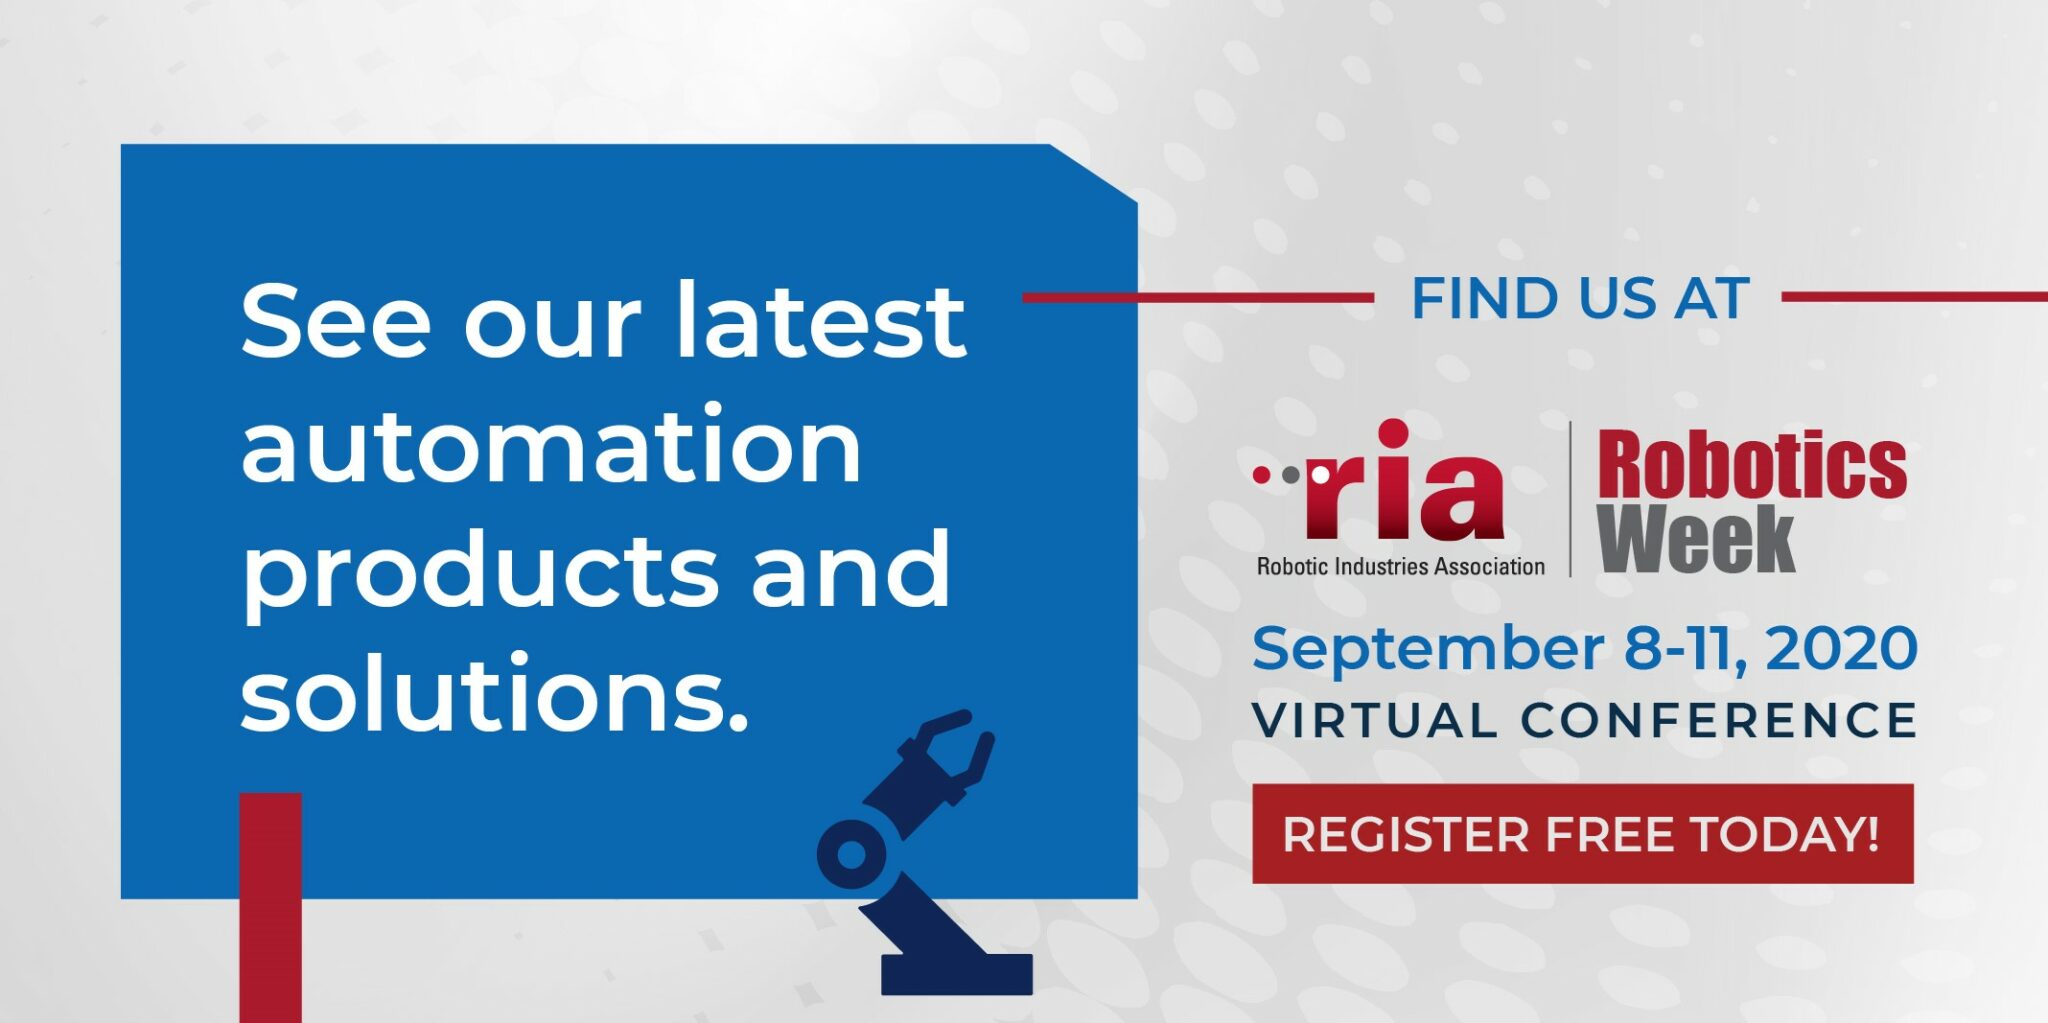 See our latest
automation
products and
solutions.
FIND US AT
ria
Robotic Industries Association
Robotics
Week
September 8-11, 2020
VIRTUAL CONFERENCE
REGISTER FREE TODAY!